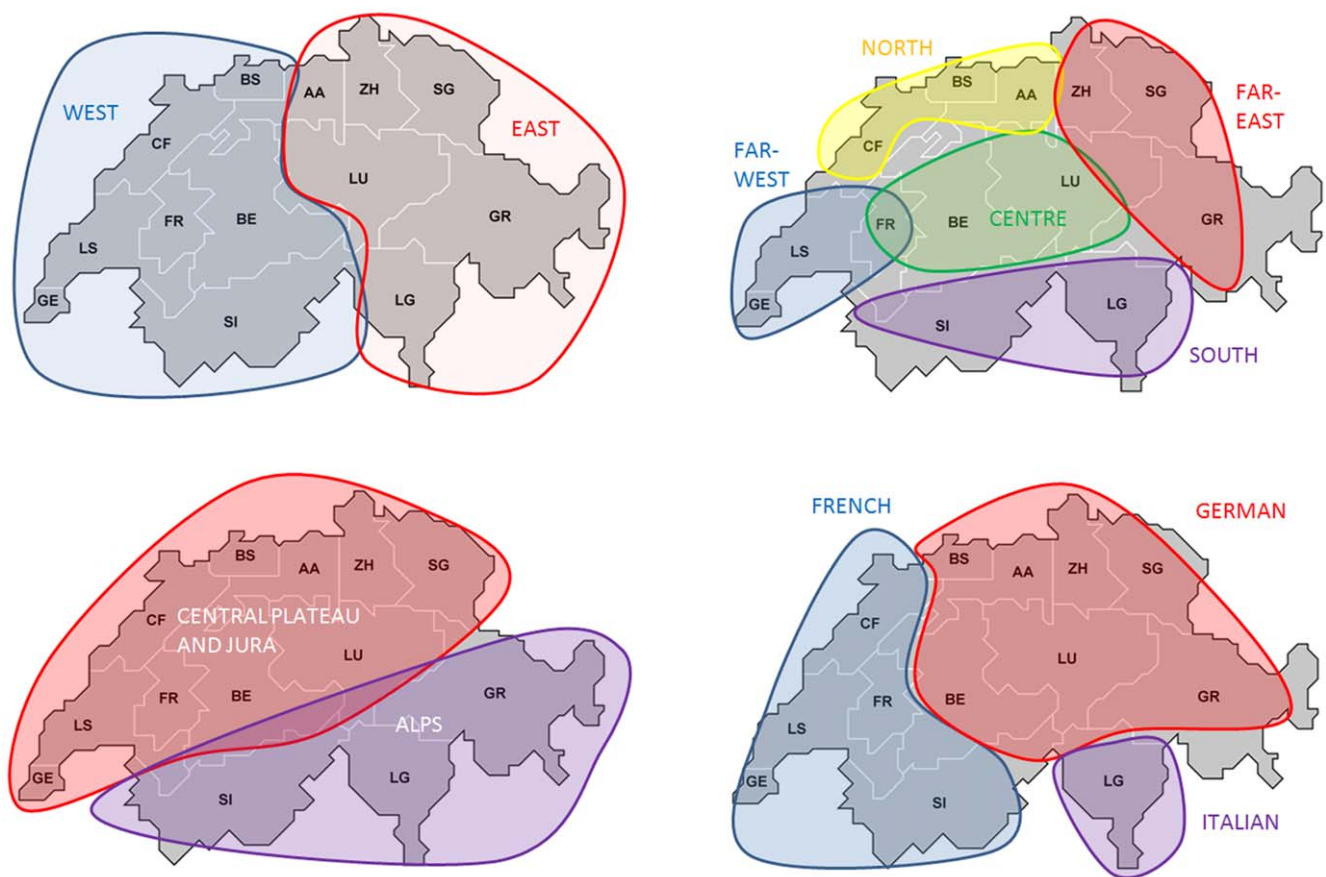 WEST
EAST
BS
AA
ZH
SG
CF
LU
FR
BE
GR
LS
GE
SI
LG
NORTH
FAR-
EAST
FAR-
WEST
CENTRE
SOUTH
BS
AA
ZH
SG
CF
LU
FR
BE
GR
LS
GE
SI
LG
CENTRAL PLATEAU
AND JURA
ALPS
BS
AA
ZH
SG
CF
LU
FR
BE
GR
LS
GE
SI
LG
FRENCH
GERMAN
ITALIAN
BS
AA
ZH
SG
CF
LU
FR
BE
GR
LS
GE
SI
LG